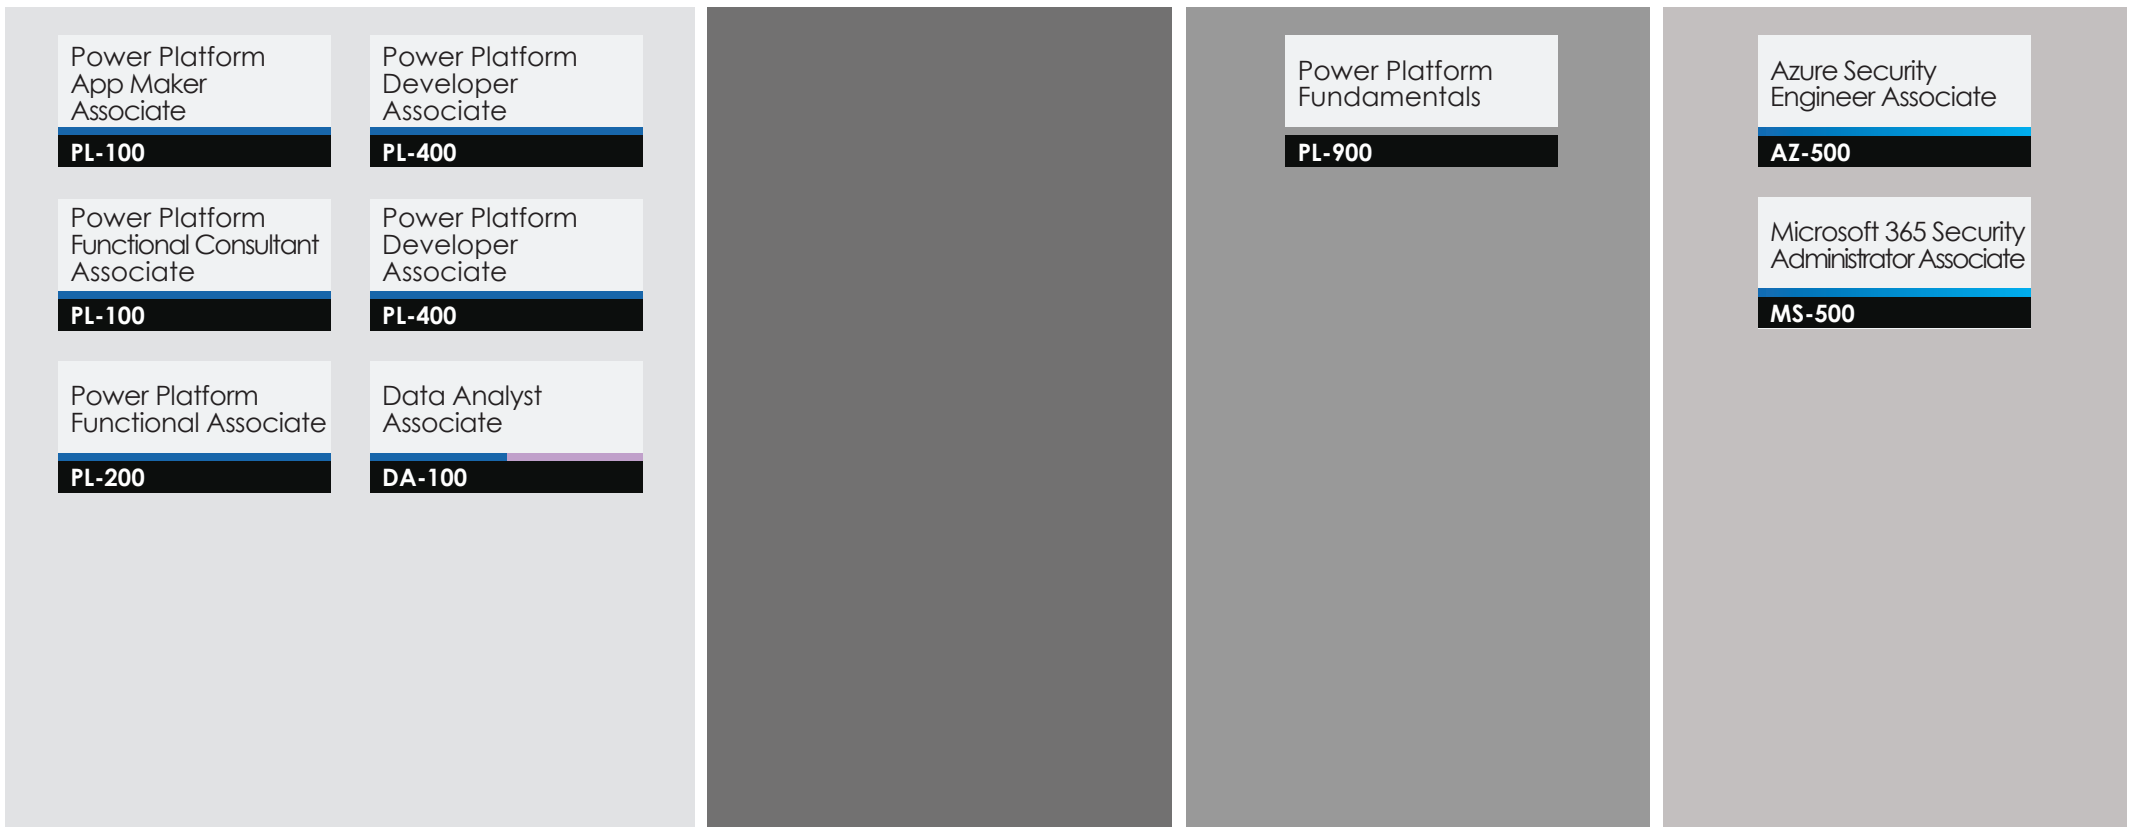 Power Platform
App Maker
Associate
PL-100
Power Platform
Developer
Associate
PL-400
Power Platform
Functional Consultant
Associate
PL-100
Power Platform
Developer
Associate
PL-400
Power Platform
Functional Associate
PL-200
Data Analyst
Associate
DA-100
Power Platform
Fundamentals
PL-900
Azure Security
Engineer Associate
AZ-500
Microsoft 365 Security
Administrator Associate
MS-500